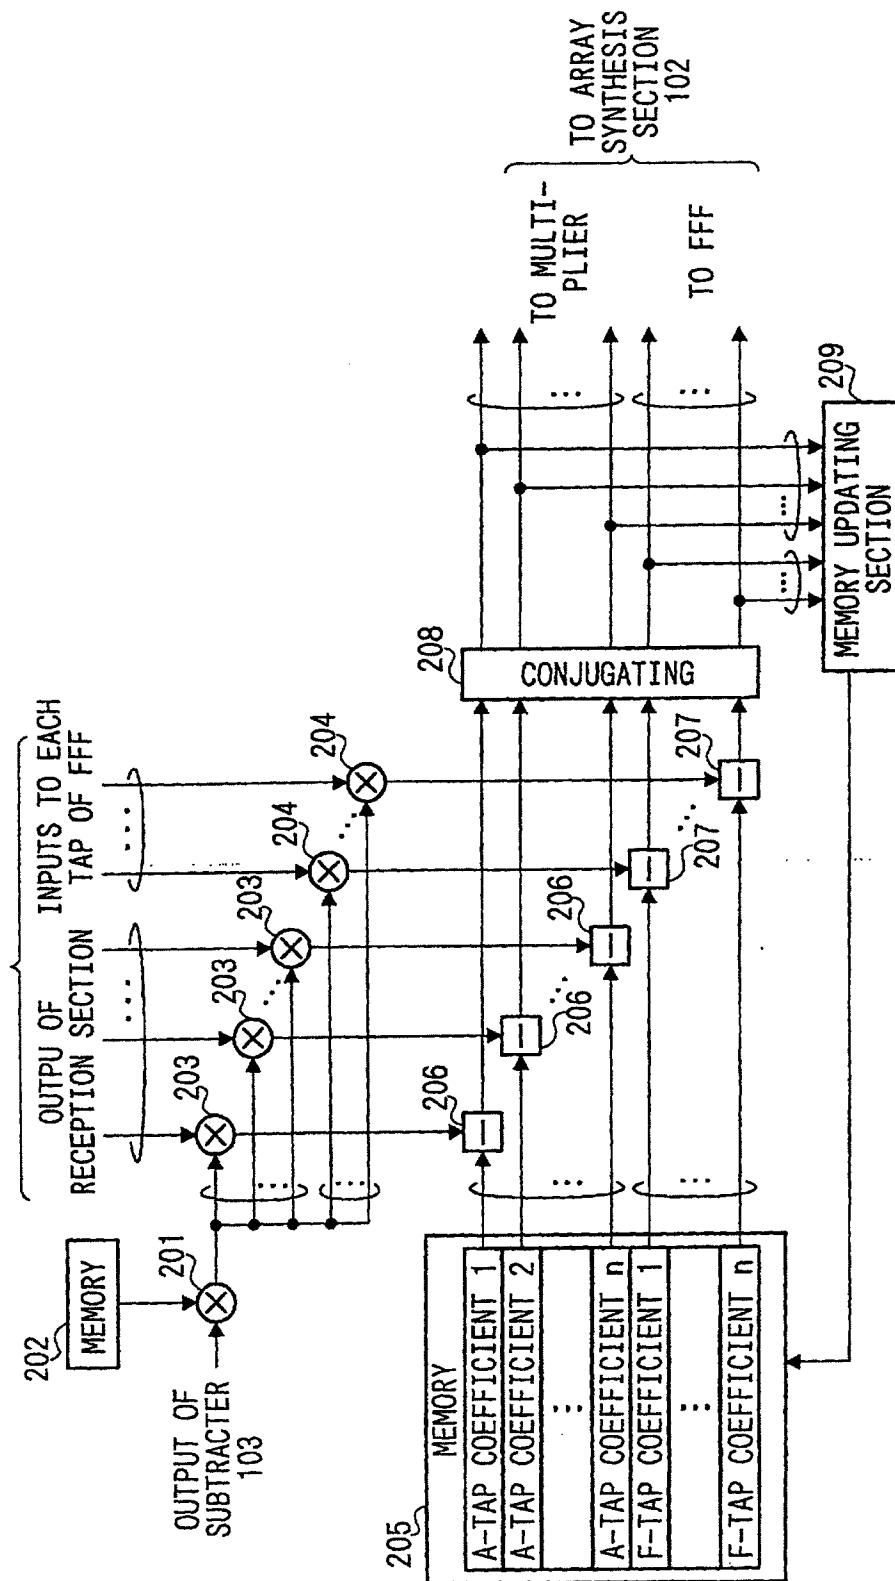 OUTPU OF
RECEPTION SECTION
INPUTS TO EACH
TAP OF FFF
...
...
202
MEMORY
201
203
203
203
204
204
...
...
...
...
OUTPUT OF
SUBTRACTER
103
205
MEMORY
A-TAP COEFFICIENT 1
A-TAP COEFFICIENT 2
...
A-TAP COEFFICIENT n
F-TAP COEFFICIENT 1
...
F-TAP COEFFICIENT n
...
...
206
206
206
207
207
...
...
208
CONJUGATING
...
...
TO MULTI-
PLIER
TO FFF
TO ARRAY
SYNTHESIS
SECTION
102
...
...
209
MEMORY UPDATING
SECTION